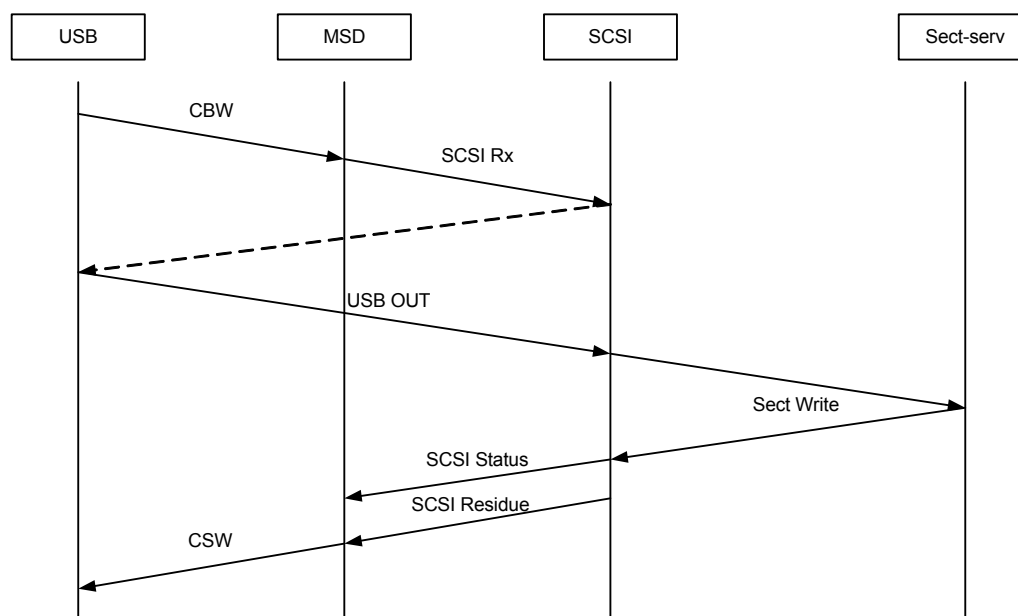 USB
MSD
SCSI
Sect-serv
CBW
SCSI Rx
USB OUT
Sect Write
SCSI Status
SCSI Residue
CSW